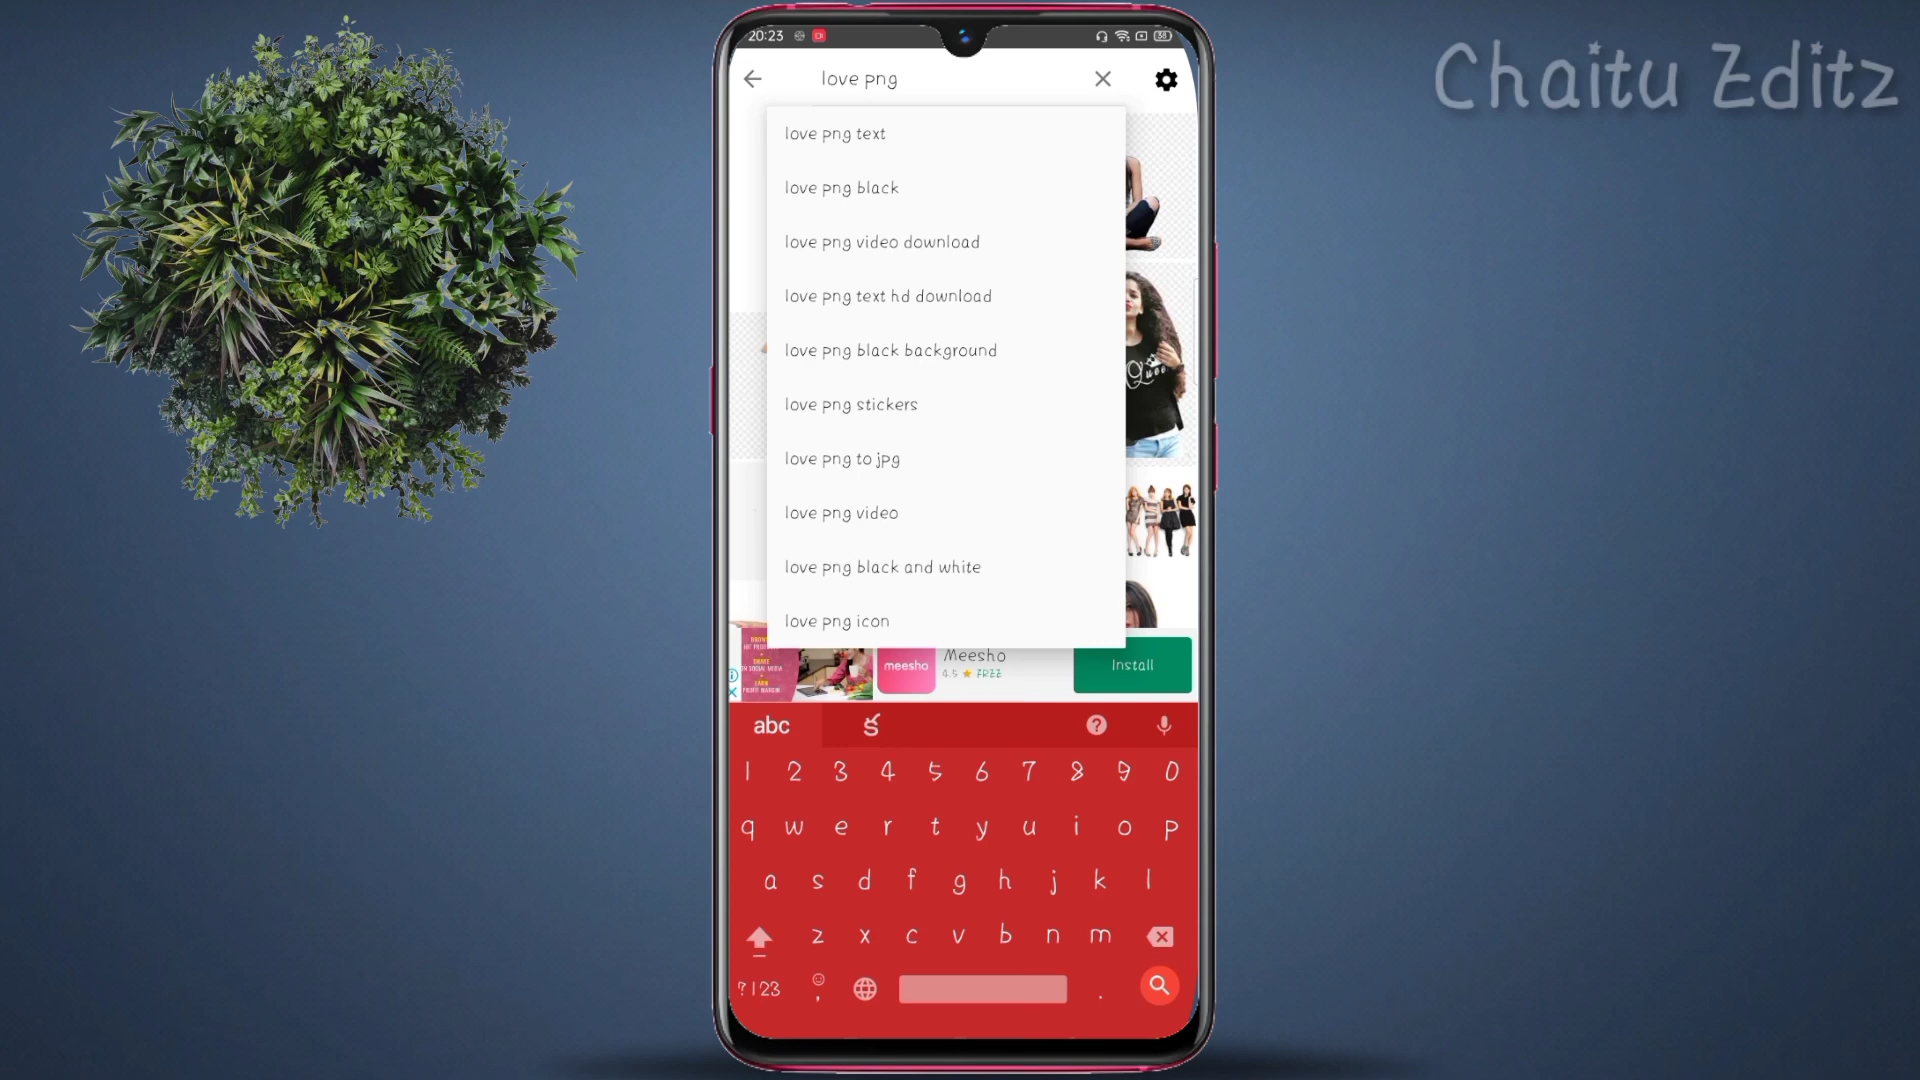 Chaitu Zditz
20:23
38
love png
love png text
love png black
love png video download
love png text hd download
love png black background
love png stickers
love png to jpg
love png video
love png black and white
love png icon
meesho
Meesho
4.5 ★ FREE
Install
abc
క
1 2 3 4 5 6 7 8 9 0
q w e r t y u i o p
a s d f g h j k l
z x c v b n m
?123 , .